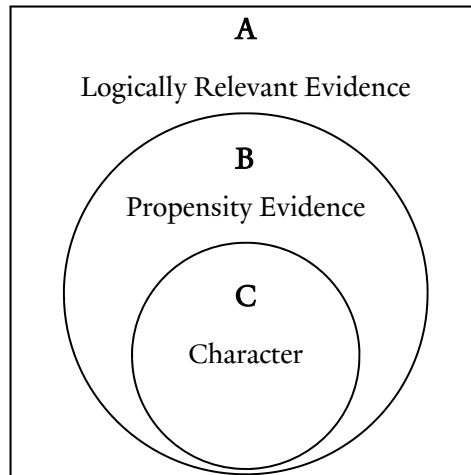 A
Logically Relevant Evidence
B
Propensity Evidence
C
Character